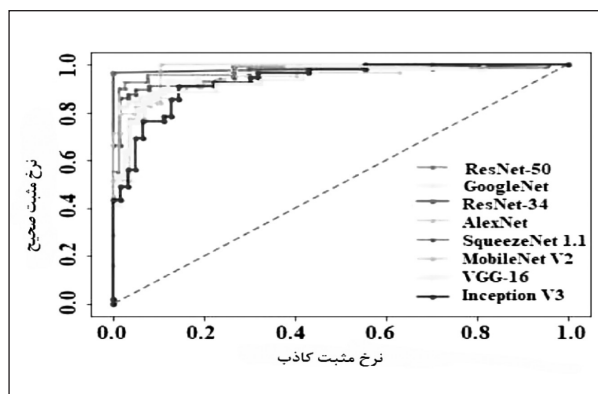 1.0
0.8
0.6
0.4
0.2
0.0
نرخ مثبت صحیح
ResNet-50
GoogleNet
ResNet-34
AlexNet
SqueezeNet 1.1
MobileNet V2
VGG-16
Inception V3
0.0 0.2 0.4 0.6 0.8 1.0
نرخ مثبت کاذب